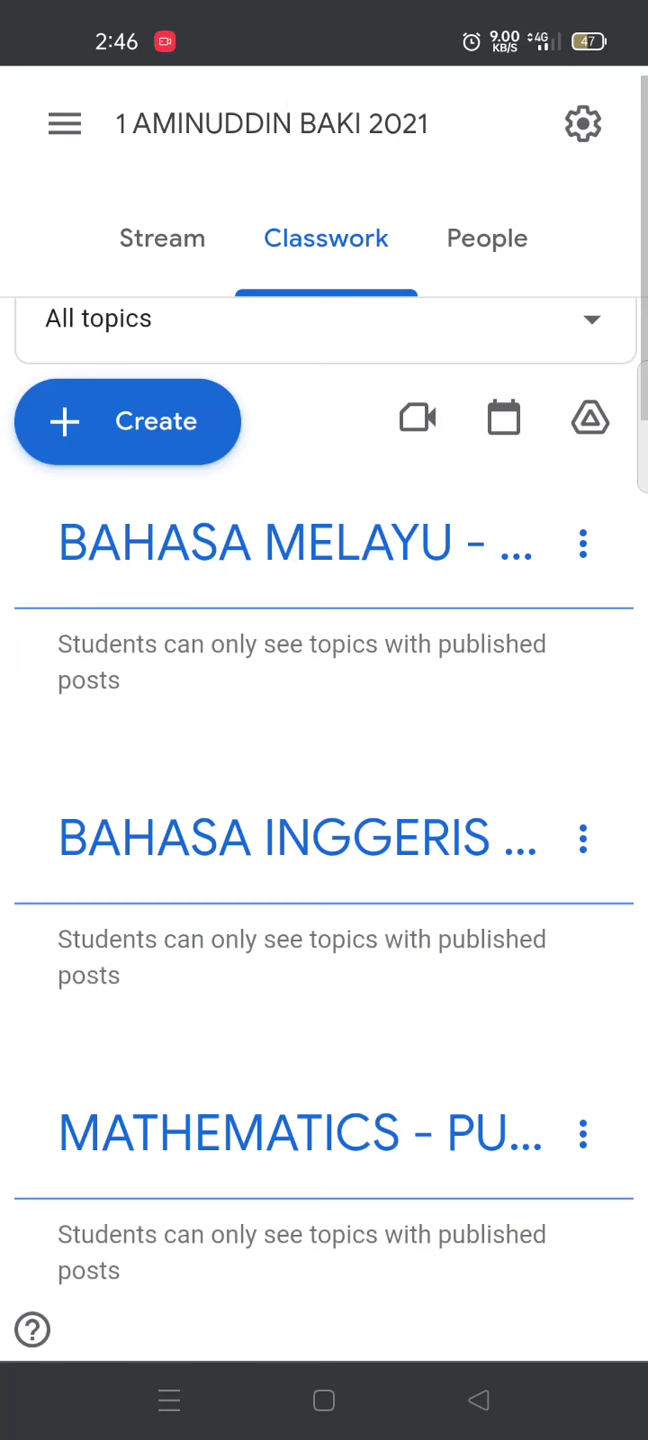 2:46 9.00 KB/S 4G 47
1 AMINUDDIN BAKI 2021
Stream Classwork People
All topics
Create
BAHASA MELAYU - ...
Students can only see topics with published
posts
BAHASA INGGERIS ...
Students can only see topics with published
posts
MATHEMATICS - PU...
Students can only see topics with published
posts